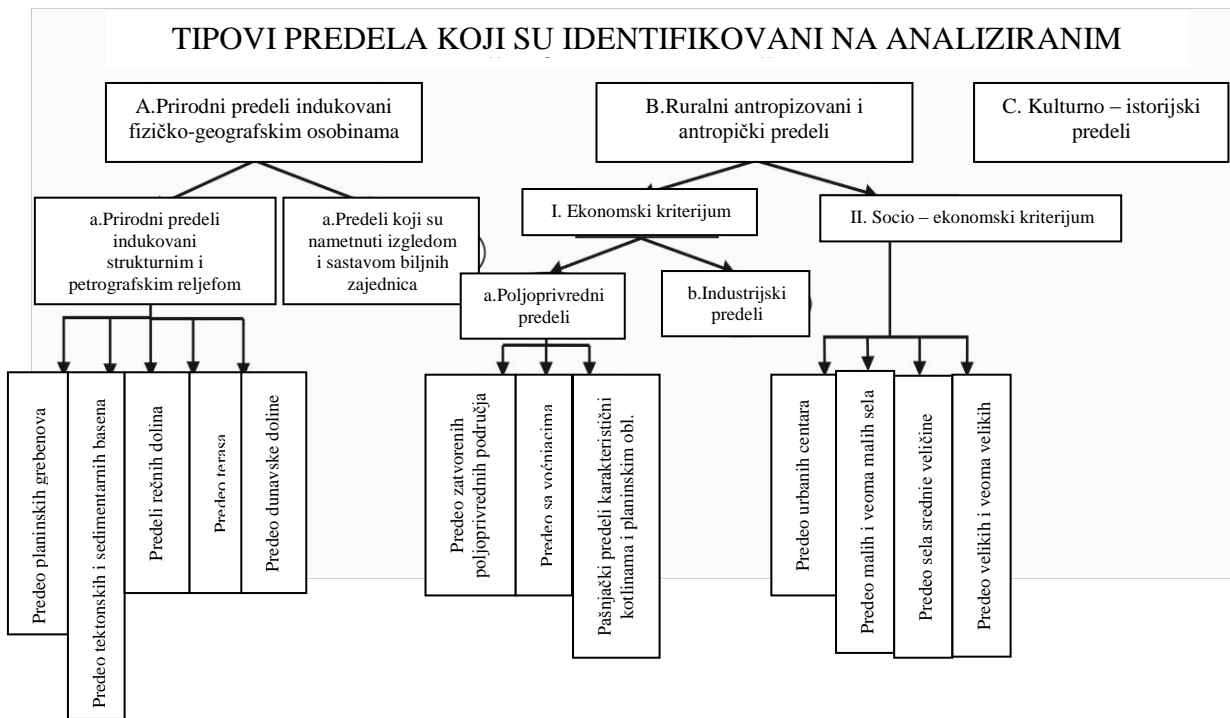 TIPOVI PREDELA KOJI SU IDENTIFIKOVANI NA ANALIZIRANIM
A.Prirodni predeli indukovani
fizičko-geografskim osobinama
B.Ruralni antropizovani i
antropički predeli
C. Kulturno – istorijski
predeli
a.Prirodni predeli
indukovani
strukturnim i
petrografskim reljefom
a.Predeli koji su
nametnuti izgledom
i sastavom biljnih
zajednica
I. Ekonomski kriterijum
II. Socio – ekonomski kriterijum
a.Poljoprivredni
predeli
b.Industrijski
predeli
Predeo planinskih grebenova
Predeo tektonskih i sedimentarnih basena
Predeli rečnih dolina
Predeo terasa
Predeo dunavske doline
Predeo zatvorenih
poljoprivrednih područja
Predeo sa voćnjacima
Pašnjački predeli karakteristični
kotlinama i planinskim obl.
Predeo urbanih centara
Predeo malih i veoma malih sela
Predeo sela srednje veličine
Predeo velikih i veoma velikih